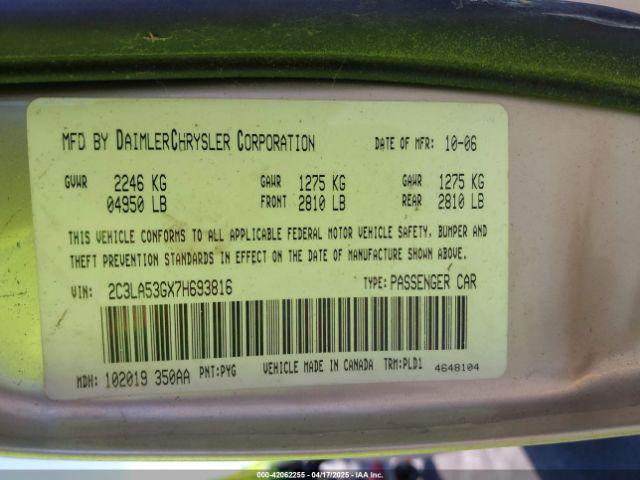 MFD BY DAIMLERCHRYSLER CORPORATION DATE OF MFR: 10-06
GVWR 2246 KG GAWR 1275 KG GAWR 1275 KG
04950 LB FRONT 2810 LB REAR 2810 LB
THIS VEHICLE CONFORMS TO ALL APPLICABLE FEDERAL MOTOR VEHICLE SAFETY, BUMPER AND
THEFT PREVENTION STANDARDS IN EFFECT ON THE DATE OF MANUFACTURE SHOWN ABOVE.
VIN: 2C3LA53GX7H693816 TYPE: PASSENGER CAR
MDH: 102019 350AA PNT:PYG VEHICLE MADE IN CANADA TRM:PLD1 4648104
000-42062255 - 04/17/2025 - IAA, Inc.